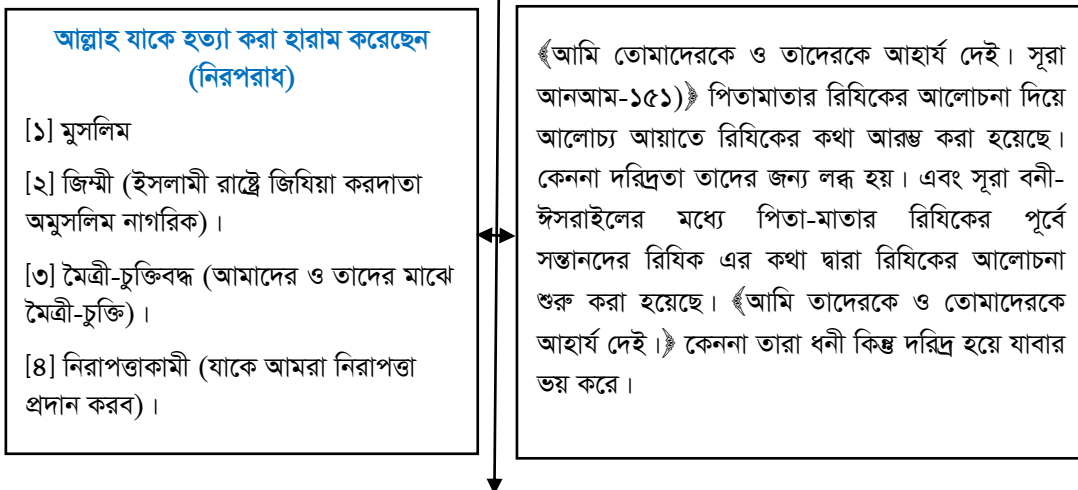 আল্লাহ যাকে হত্যা করা হারাম করেছেন
(নিরপরাধ)
[১] মুসলিম
[২] জিম্মী (ইসলামী রাষ্ট্রে জিযিয়া করদাতা
অমুসলিম নাগরিক)।
[৩] মৈত্রী-চুক্তিবদ্ধ (আমাদের ও তাদের মাঝে
মৈত্রী-চুক্তি)।
[৪] নিরাপত্তাকামী (যাকে আমরা নিরাপত্তা
প্রদান করব)।
﴾আমি তোমাদেরকে ও তাদেরকে আহার্য দেই। সূরা
আনআম-১৫১)﴿ পিতামাতার রিযিকের আলোচনা দিয়ে
আলোচ্য আয়াতে রিযিকের কথা আরম্ভ করা হয়েছে।
কেননা দরিদ্রতা তাদের জন্য লব্ধ হয়। এবং সূরা বনী-
ঈসরাইলের মধ্যে পিতা-মাতার রিযিকের পূর্বে
সন্তানদের রিযিক এর কথা দ্বারা রিযিকের আলোচনা
শুরু করা হয়েছে। ﴾আমি তাদেরকে ও তোমাদেরকে
আহার্য দেই।﴿ কেননা তারা ধনী কিন্তু দরিদ্র হয়ে যাবার
ভয় করে।